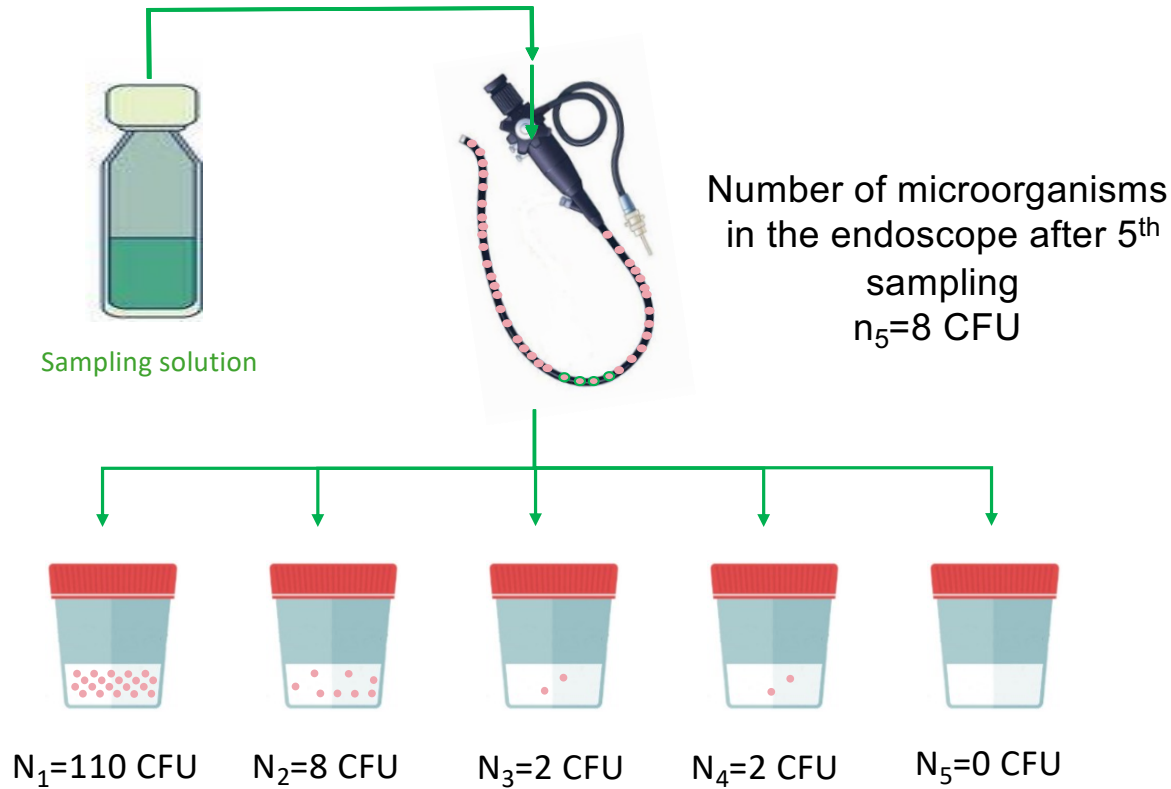 Number of microorganisms
in the endoscope after 5th
sampling
n5=8 CFU
Sampling solution
N1=110 CFU
N2=8 CFU
N3=2 CFU
N4=2 CFU
N5=0 CFU